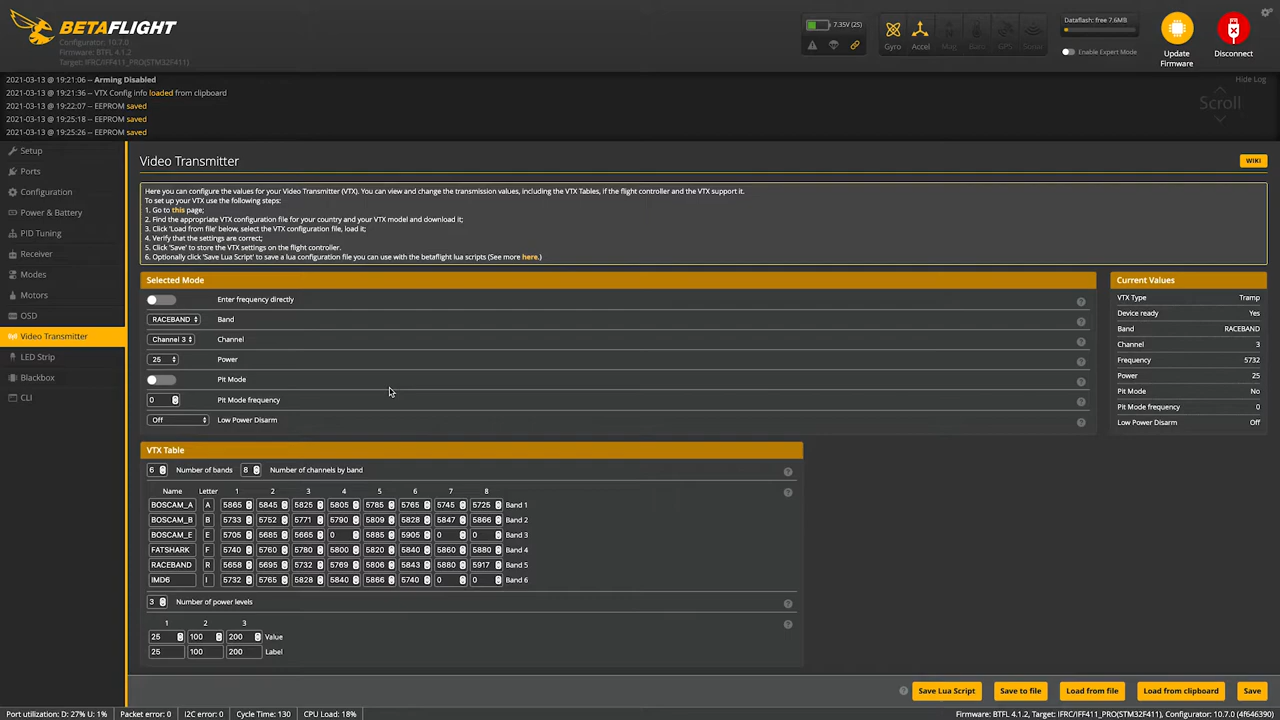 BETAFLIGHT
Configurator: 10.7.0
Firmware: BTFL 4.1.2
Target: IFRC/IFF411_PRO(STM32F411)
7.35V (2S)
Gyro Accel Mag Baro GPS Sonar
Dataflash: free 7.6MB
Enable Expert Mode
Update Firmware
Disconnect
2021-03-13 @ 19:21:06 -- Arming Disabled
2021-03-13 @ 19:21:36 -- VTX Config info loaded from clipboard
2021-03-13 @ 19:22:07 -- EEPROM saved
2021-03-13 @ 19:25:18 -- EEPROM saved
2021-03-13 @ 19:25:26 -- EEPROM saved
Hide Log
Scroll
Setup
Ports
Configuration
Power & Battery
PID Tuning
Receiver
Modes
Motors
OSD
Video Transmitter
LED Strip
Blackbox
CLI
Video Transmitter
WIKI
Here you can configure the values for your Video Transmitter (VTX). You can view and change the transmission values, including the VTX Tables, if the flight controller and the VTX support it.
To set up your VTX use the following steps:
1. Go to this page;
2. Find the appropriate VTX configuration file for your country and your VTX model and download it;
3. Click 'Load from file' below, select the VTX configuration file, load it;
4. Verify that the settings are correct;
5. Click 'Save' to store the VTX settings on the flight controller.
6. Optionally click 'Save Lua Script' to save a lua configuration file you can use with the betaflight lua scripts (See more here.)
Selected Mode
Enter frequency directly
RACEBAND Band
Channel 3 Channel
25 Power
Pit Mode
0 Pit Mode frequency
Off Low Power Disarm
Current Values
VTX Type Tramp
Device ready Yes
Band RACEBAND
Channel 3
Frequency 5732
Power 25
Pit Mode No
Pit Mode frequency 0
Low Power Disarm Off
VTX Table
6 Number of bands 8 Number of channels by band
Name Letter 1 2 3 4 5 6 7 8
BOSCAM_A A 5865 5845 5825 5805 5785 5765 5745 5725 Band 1
BOSCAM_B B 5733 5752 5771 5790 5809 5828 5847 5866 Band 2
BOSCAM_E E 5705 5685 5665 0 5885 5905 0 0 Band 3
FATSHARK F 5740 5760 5780 5800 5820 5840 5860 5880 Band 4
RACEBAND R 5658 5695 5732 5769 5806 5843 5880 5917 Band 5
IMD6 I 5732 5765 5828 5840 5866 5740 0 0 Band 6
3 Number of power levels
1 2 3
25 100 200 Value
25 100 200 Label
Save Lua Script
Save to file
Load from file
Load from clipboard
Save
Port utilization: D: 27% U: 1% Packet error: 0 I2C error: 0 Cycle Time: 130 CPU Load: 18% Firmware: BTFL 4.1.2, Target: IFRC/IFF411_PRO(STM32F411), Configurator: 10.7.0 (4f646390)